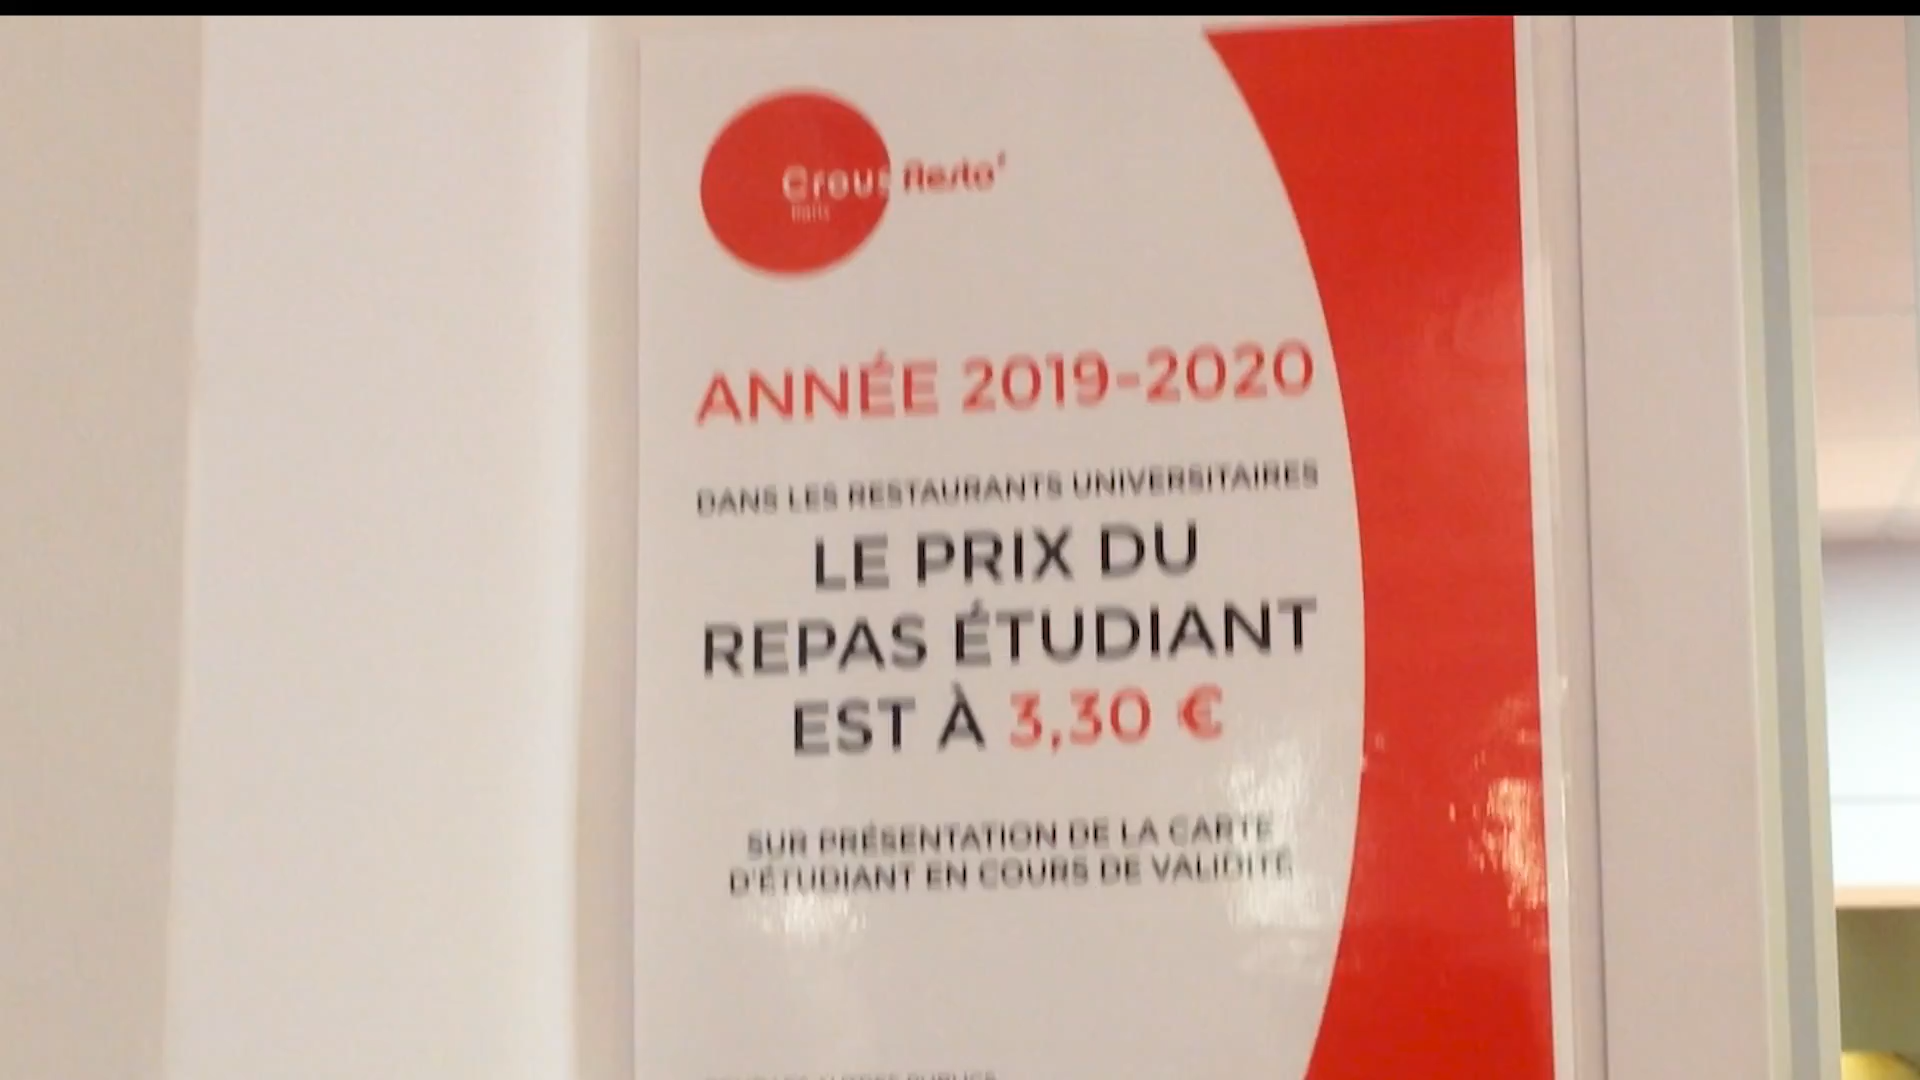 Crous Resto'
Paris
ANNÉE 2019-2020
DANS LES RESTAURANTS UNIVERSITAIRES
LE PRIX DU
REPAS ÉTUDIANT
EST À 3,30 €
SUR PRÉSENTATION DE LA CARTE
D'ÉTUDIANT EN COURS DE VALIDITÉ